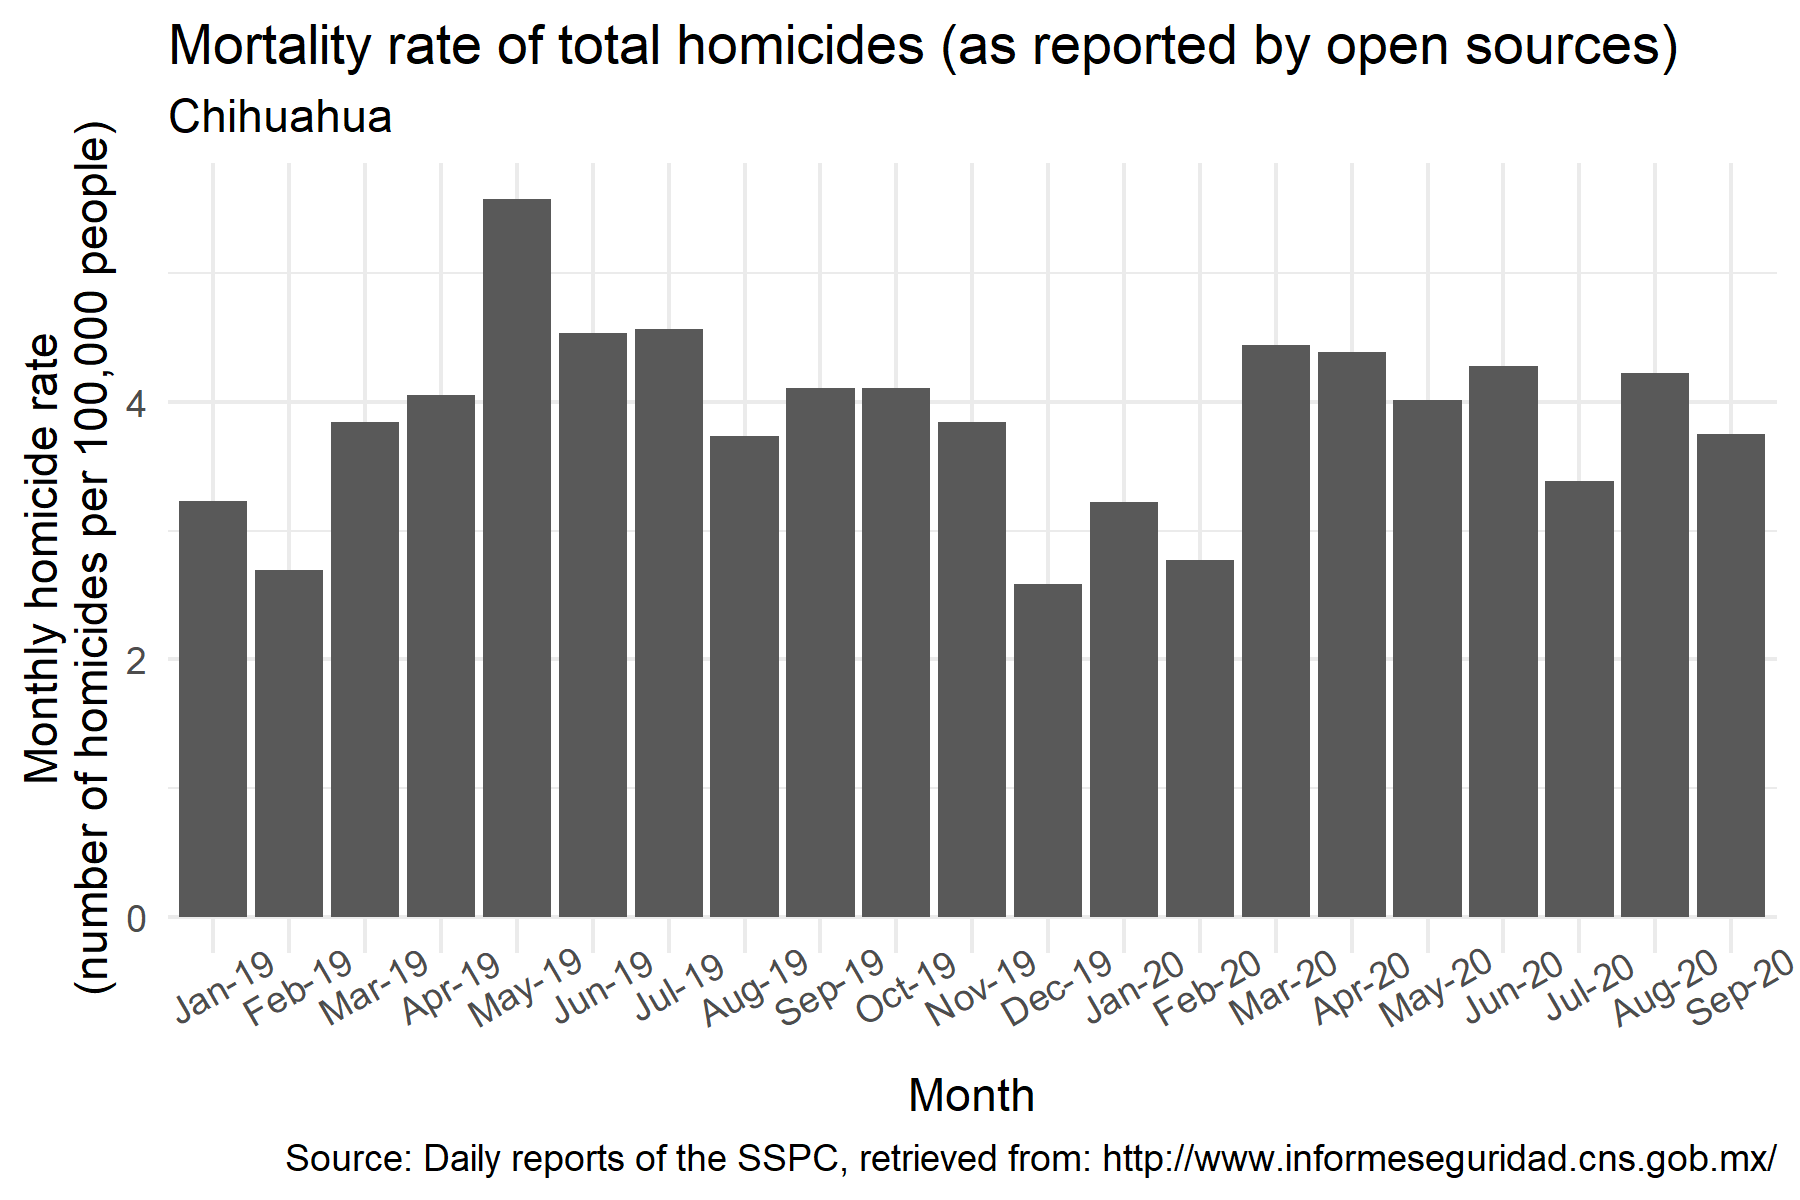 Mortality rate of total homicides (as reported by open sources)
Chihuahua
Monthly homicide rate
(number of homicides per 100,000 people)
4
2
0
Jan-19
Feb-19
Mar-19
Apr-19
May-19
Jun-19
Jul-19
Aug-19
Sep-19
Oct-19
Nov-19
Dec-19
Jan-20
Feb-20
Mar-20
Apr-20
May-20
Jun-20
Jul-20
Aug-20
Sep-20
Month
Source: Daily reports of the SSPC, retrieved from: http://www.informeseguridad.cns.gob.mx/